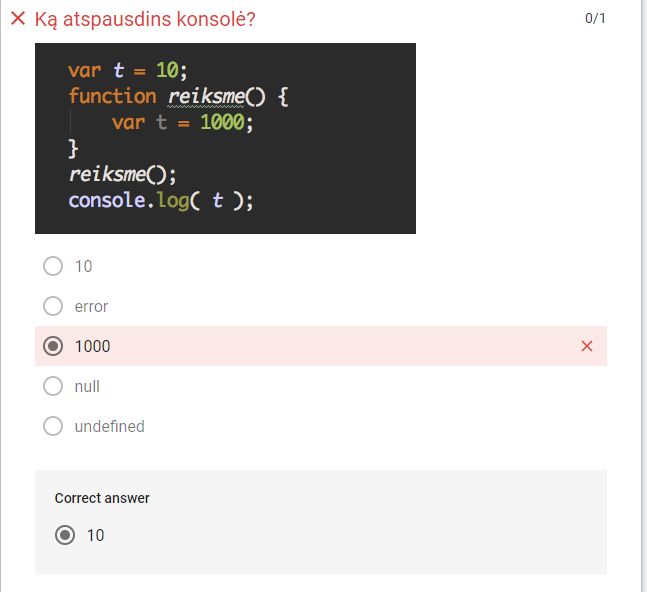 Ką atspausdins konsolė?
0/1
var t = 10;
function reiksme() {
    var t = 1000;
}
reiksme();
console.log( t );
10
error
1000
null
undefined
Correct answer
10